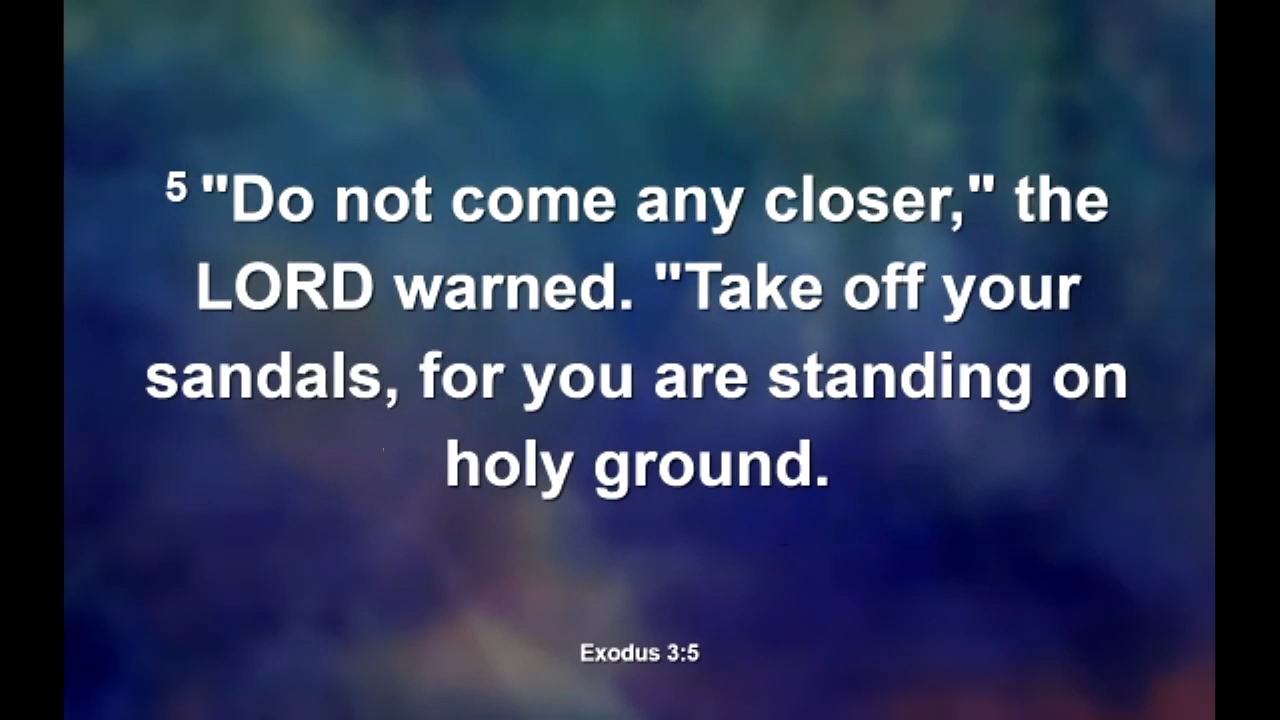 5 "Do not come any closer," the
LORD warned. "Take off your
sandals, for you are standing on
holy ground.
Exodus 3:5